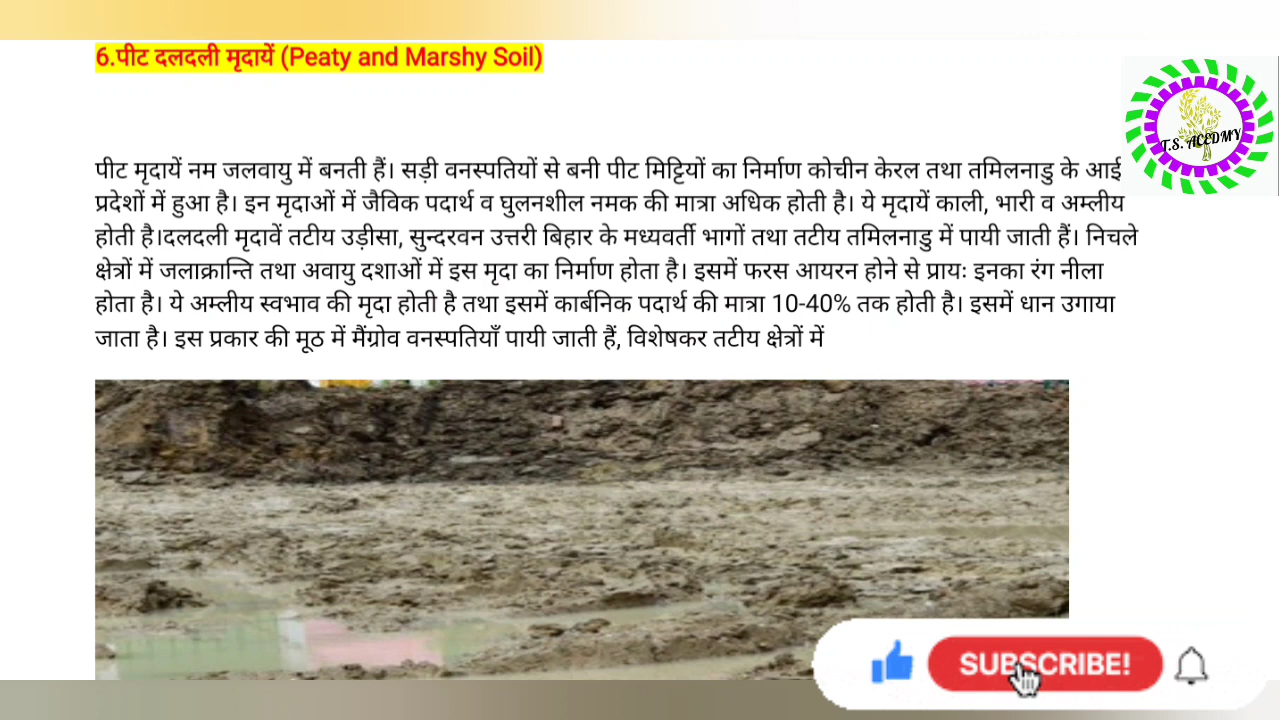 6.पीट दलदली मृदायें (Peaty and Marshy Soil)
T.S. ACEDMY
पीट मृदायें नम जलवायु में बनती हैं। सड़ी वनस्पतियों से बनी पीट मिट्टियों का निर्माण कोचीन केरल तथा तमिलनाडु के आई
प्रदेशों में हुआ है। इन मृदाओं में जैविक पदार्थ व घुलनशील नमक की मात्रा अधिक होती है। ये मृदायें काली, भारी व अम्लीय
होती है।दलदली मृदावें तटीय उड़ीसा, सुन्दरवन उत्तरी बिहार के मध्यवर्ती भागों तथा तटीय तमिलनाडु में पायी जाती हैं। निचले
क्षेत्रों में जलाक्रान्ति तथा अवायु दशाओं में इस मृदा का निर्माण होता है। इसमें फरस आयरन होने से प्रायः इनका रंग नीला
होता है। ये अम्लीय स्वभाव की मृदा होती है तथा इसमें कार्बनिक पदार्थ की मात्रा 10-40% तक होती है। इसमें धान उगाया
जाता है। इस प्रकार की मूठ में मैंग्रोव वनस्पतियाँ पायी जाती हैं, विशेषकर तटीय क्षेत्रों में
SUBSCRIBE!